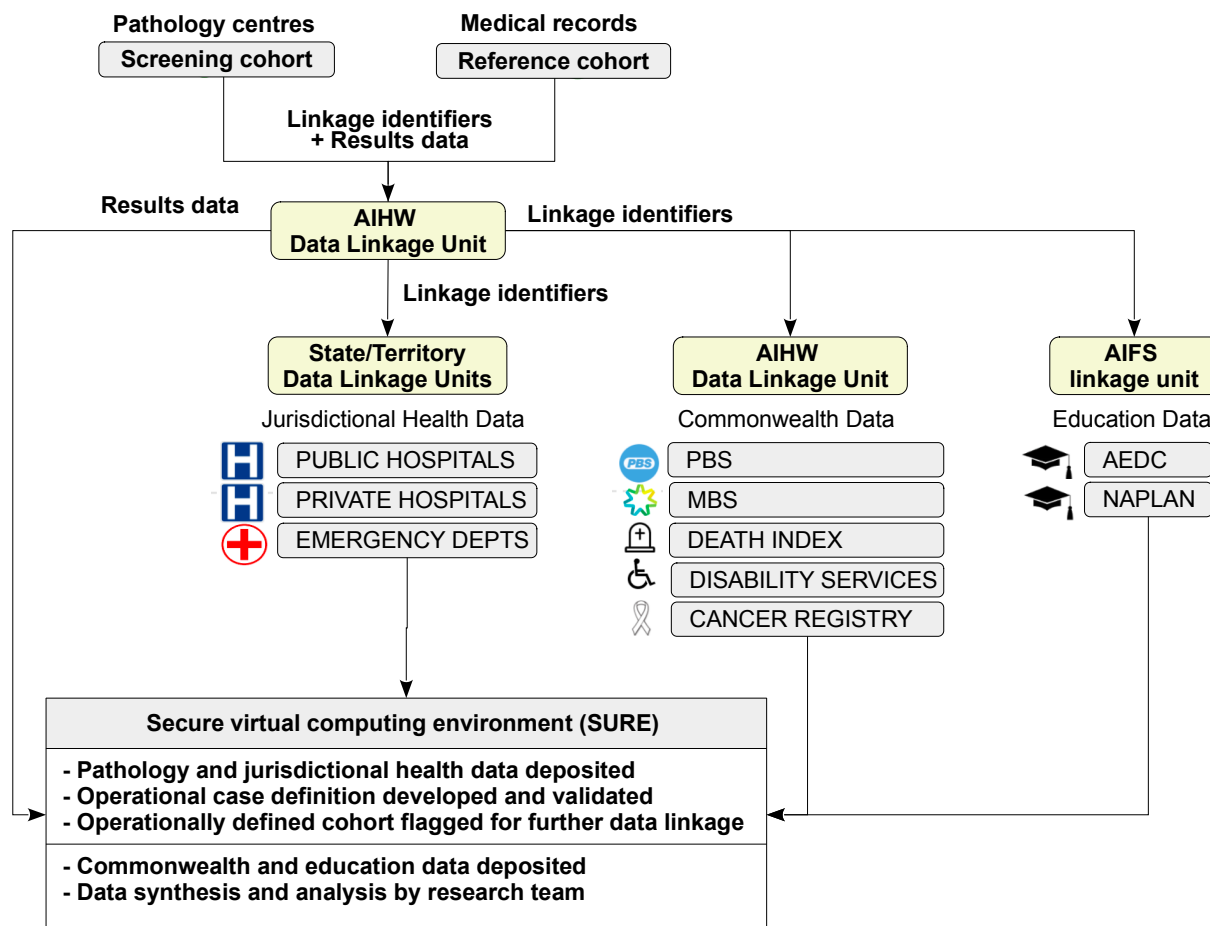 Pathology centres
Screening cohort
Medical records
Reference cohort
Linkage identifiers
+ Results data
Results data
AIHW
Data Linkage Unit
Linkage identifiers
Linkage identifiers
State/Territory
Data Linkage Units
Jurisdictional Health Data
H PUBLIC HOSPITALS
H PRIVATE HOSPITALS
EMERGENCY DEPTS
AIHW
Data Linkage Unit
Commonwealth Data
PBS PBS
MBS
DEATH INDEX
DISABILITY SERVICES
CANCER REGISTRY
AIFS
linkage unit
Education Data
AEDC
NAPLAN
Secure virtual computing environment (SURE)
- Pathology and jurisdictional health data deposited
- Operational case definition developed and validated
- Operationally defined cohort flagged for further data linkage
- Commonwealth and education data deposited
- Data synthesis and analysis by research team